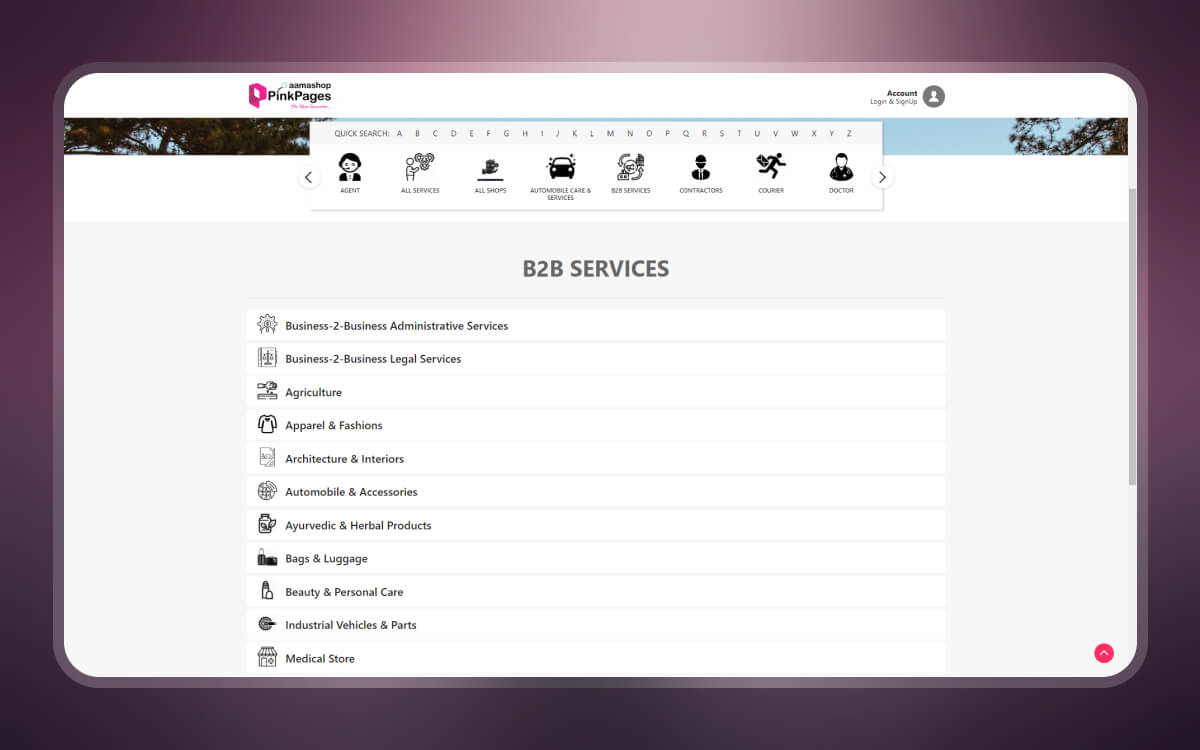 aamashop
PinkPages
Account
Login & SignUp
QUICK SEARCH: A B C D E F G H I J K L M N O P Q R S T U V W X Y Z
AGENT
ALL SERVICES
ALL SHOPS
AUTOMOBILE CARE &
SERVICES
B2B SERVICES
CONTRACTORS
COURIER
DOCTOR
B2B SERVICES
Business-2-Business Administrative Services
Business-2-Business Legal Services
Agriculture
Apparel & Fashions
Architecture & Interiors
Automobile & Accessories
Ayurvedic & Herbal Products
Bags & Luggage
Beauty & Personal Care
Industrial Vehicles & Parts
Medical Store